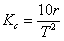 K_c = 10r / T^2